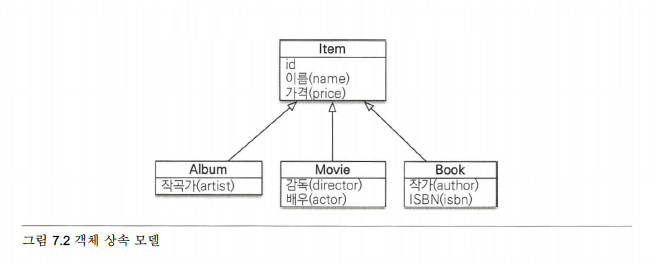 Item
id
이름(name)
가격(price)
Album
작곡가(artist)
Movie
감독(director)
배우(actor)
Book
작가(author)
ISBN(isbn)
그림 7.2 객체 상속 모델